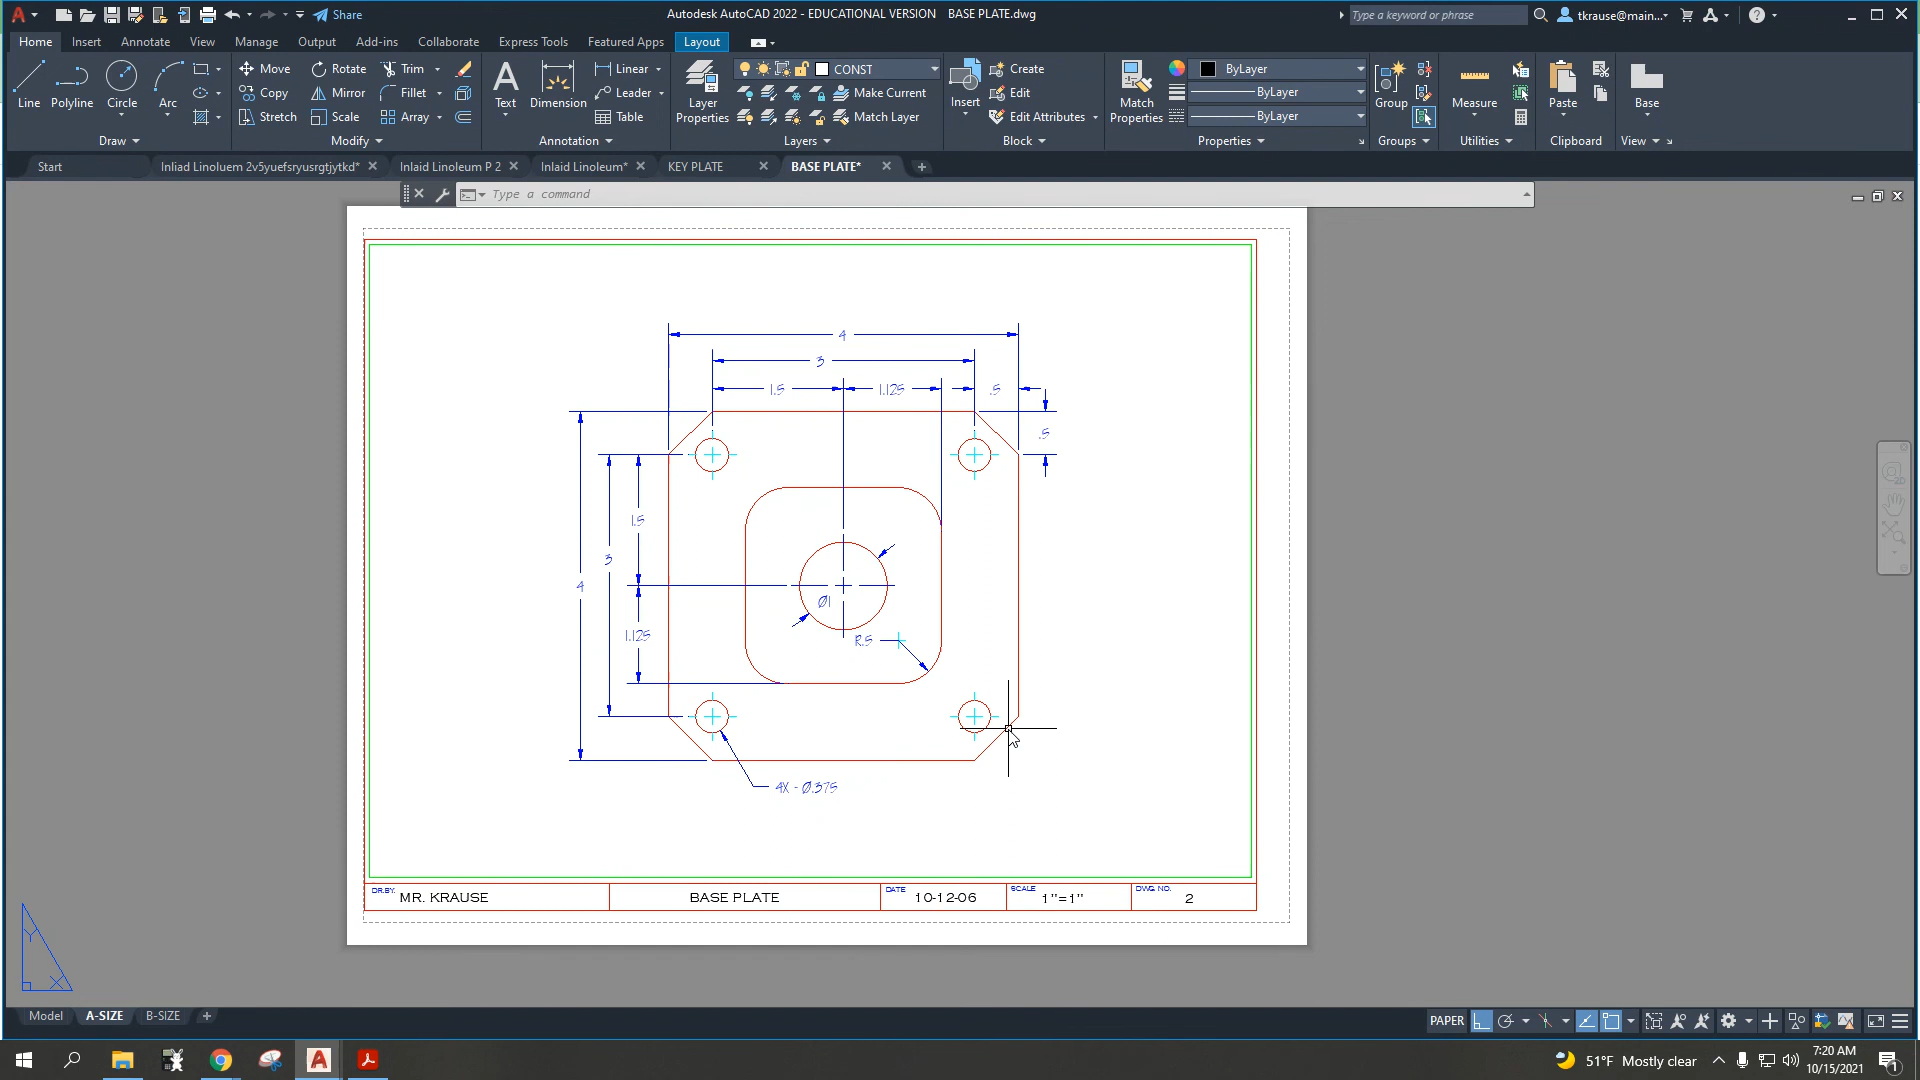 Share
Autodesk AutoCAD 2022 - EDUCATIONAL VERSION BASE PLATE.dwg
Type a keyword or phrase
tkrause@main...
Home Insert Annotate View Manage Output Add-ins Collaborate Express Tools Featured Apps Layout
Line Polyline Circle Arc
Move Rotate Trim
Copy Mirror Fillet
Stretch Scale Array
Text Dimension
Linear
Leader
Table
Layer Properties
CONST
Make Current
Match Layer
Insert
Create
Edit
Edit Attributes
Match Properties
ByLayer
ByLayer
ByLayer
Group Measure Paste Base
Draw Modify Annotation Layers Block Properties Groups Utilities Clipboard View
Start Inliad Linoluem 2v5yuefsryusrgtjytkd* Inlaid Linoleum P 2 Inlaid Linoleum* KEY PLATE BASE PLATE*
Type a command
4
3
1.5 1.125 .5
.5
1.5
3
4
Ø1
1.125
R.5
4X - Ø.375
DR.BY. MR. KRAUSE BASE PLATE DATE 10-12-06 SCALE 1"=1" DWG. NO. 2
2D
Y
X
Model A-SIZE B-SIZE
PAPER
51°F Mostly clear
7:20 AM
10/15/2021
1